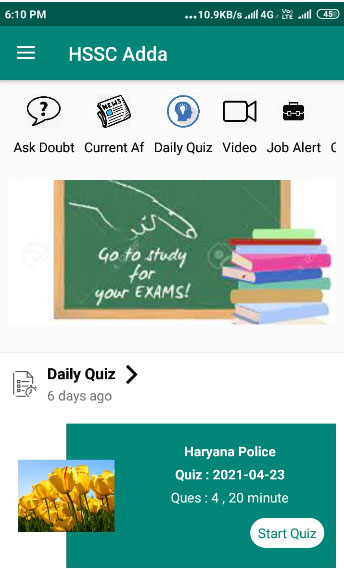 6:10 PM ...10.9KB/s 4G Vo LTE 45
HSSC Adda
Ask Doubt Current Af Daily Quiz Video Job Alert C
NEWS
Go to study
for
your EXAMS!
Daily Quiz
6 days ago
Haryana Police
Quiz : 2021-04-23
Ques : 4 , 20 minute
Start Quiz